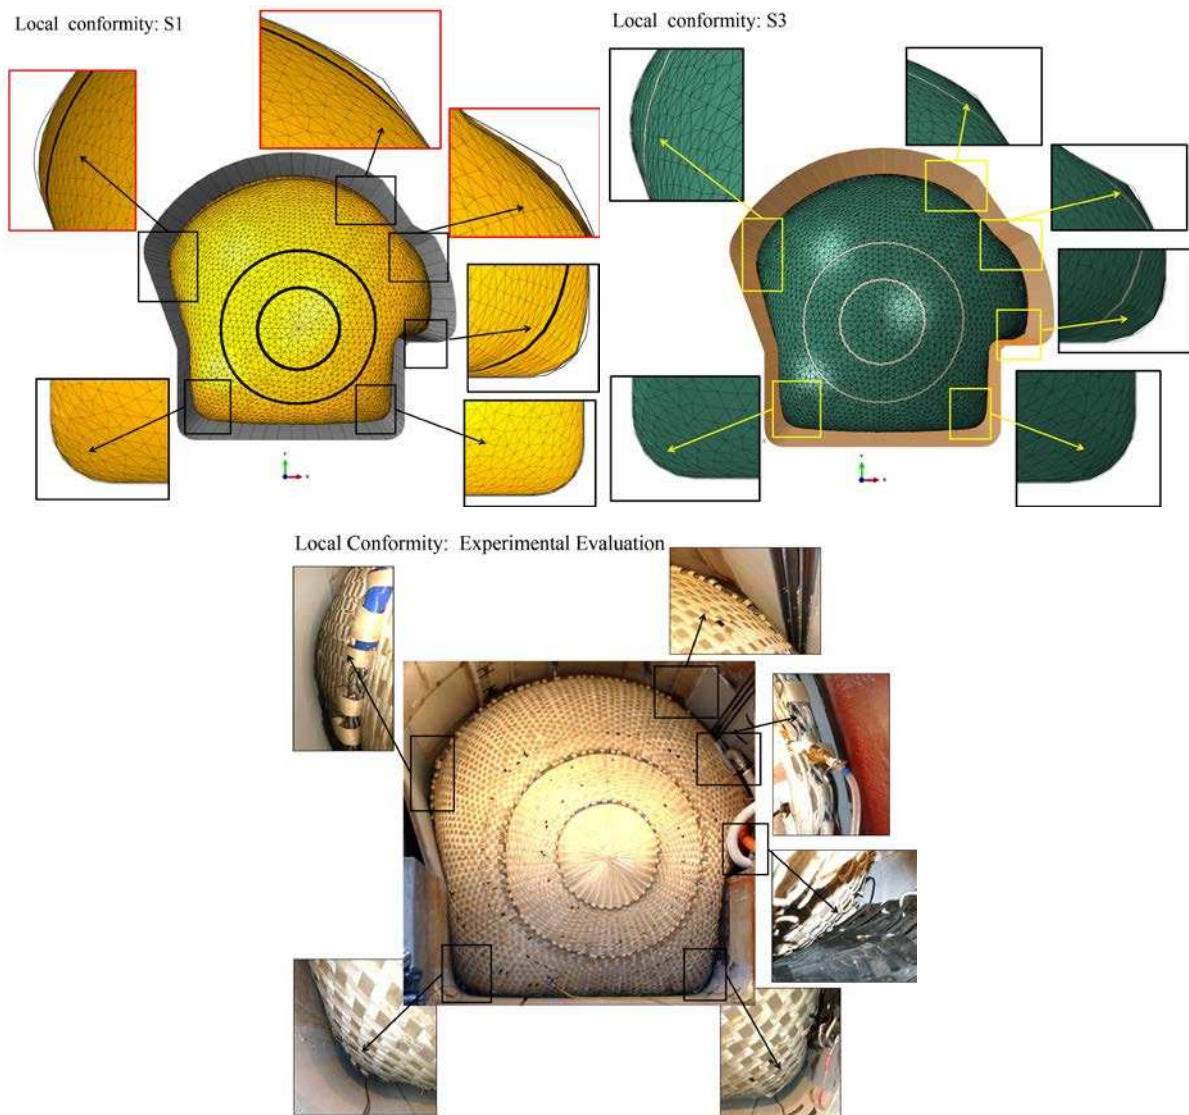 Local conformity: S1
Local conformity: S3
Y
X
Y
X
Local Conformity: Experimental Evaluation